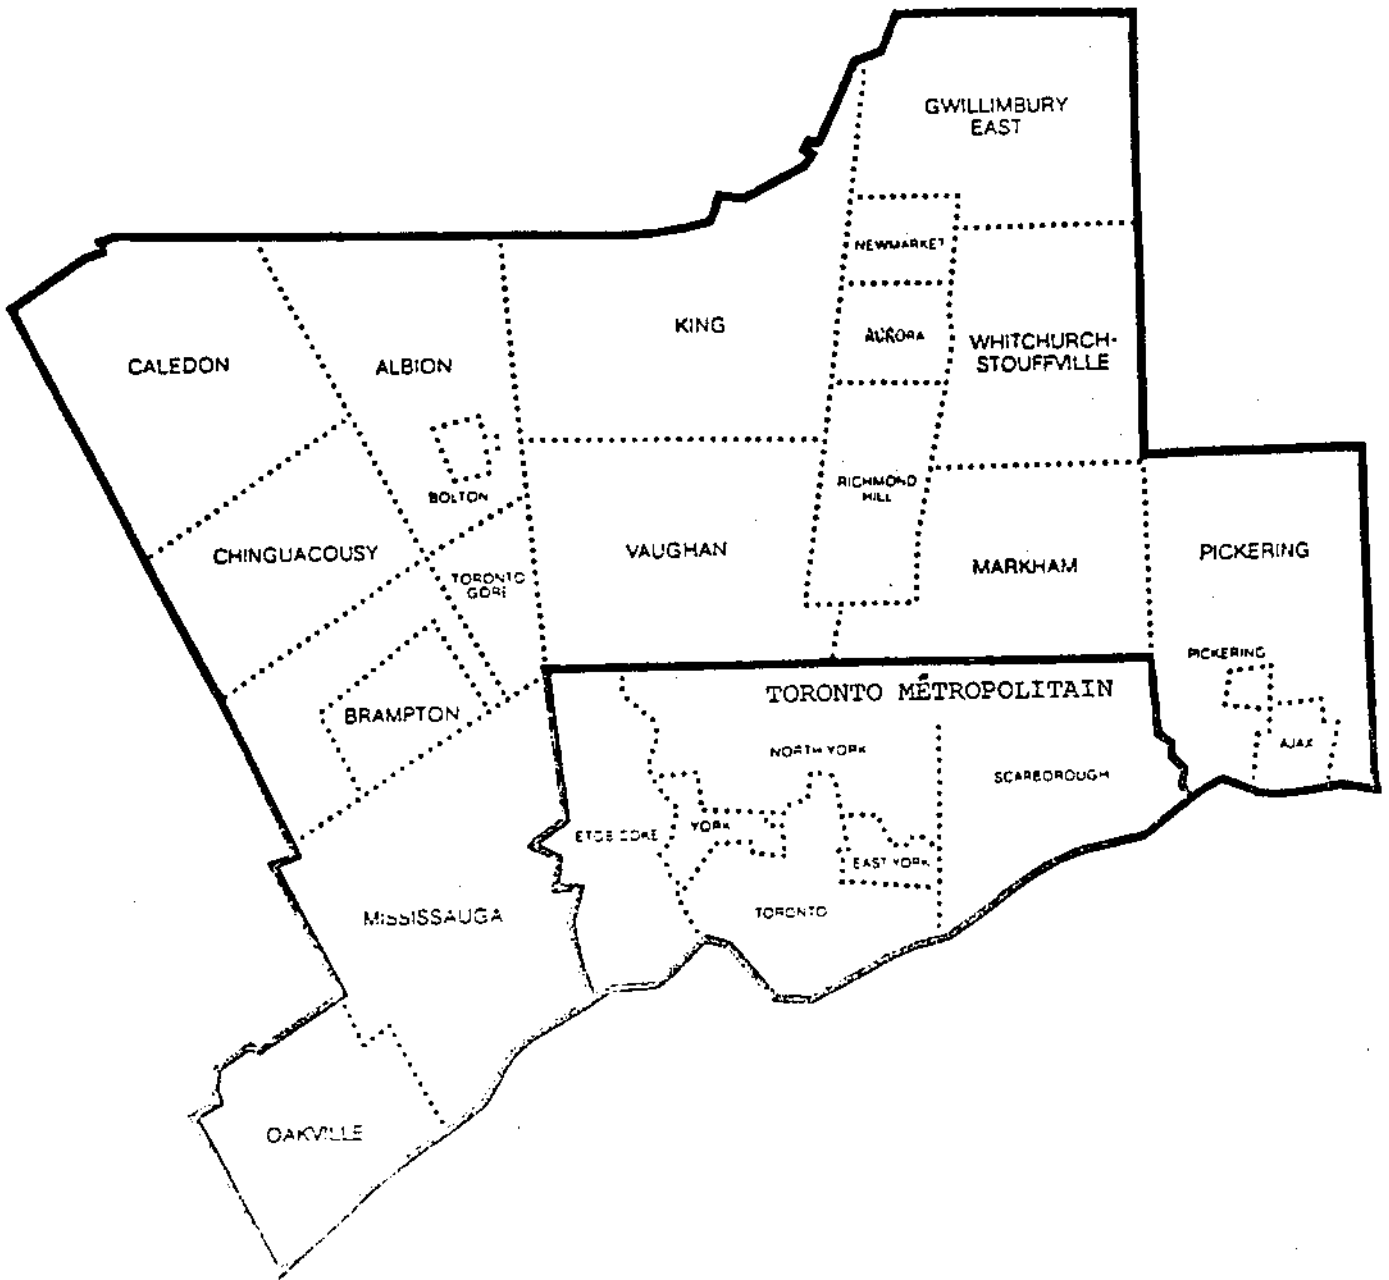 GWILLIMBURY
EAST
NEWMARKET
KING
AURORA
WHITCHURCH-
STOUFFVILLE
CALEDON
ALBION
BOLTON
RICHMOND
HILL
CHINGUACOUSY
VAUGHAN
MARKHAM
PICKERING
TORONTO
GORE
PICKERING
BRAMPTON
TORONTO MÉTROPOLITAIN
NORTH YORK
AJAX
SCARBOROUGH
ETOBICOKE
YORK
EAST YORK
MISSISSAUGA
TORONTO
OAKVILLE